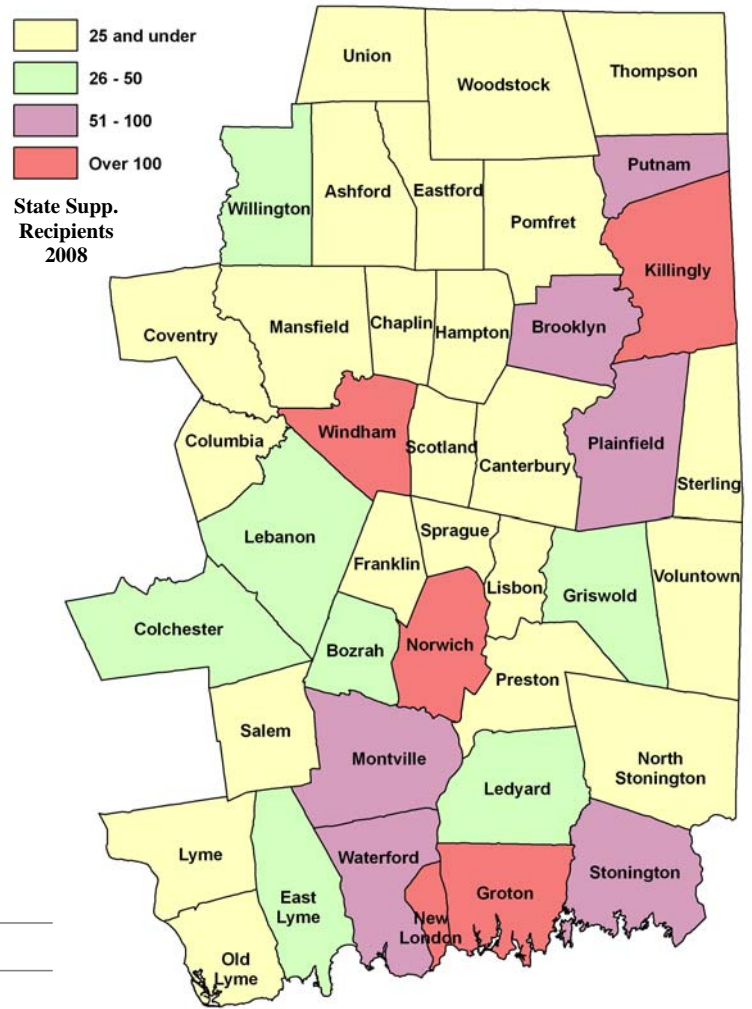 25 and under
26 - 50
51 - 100
Over 100
State Supp.
Recipients
2008
Union
Woodstock
Thompson
Putnam
Willington
Ashford
Eastford
Pomfret
Killingly
Coventry
Mansfield
Chaplin
Hampton
Brooklyn
Columbia
Windham
Scotland
Canterbury
Plainfield
Sterling
Lebanon
Franklin
Sprague
Lisbon
Griswold
Voluntown
Colchester
Bozrah
Norwich
Preston
Salem
Montville
Ledyard
North
Stonington
Lyme
Waterford
Stonington
East
Lyme
New
London
Groton
Old
Lyme